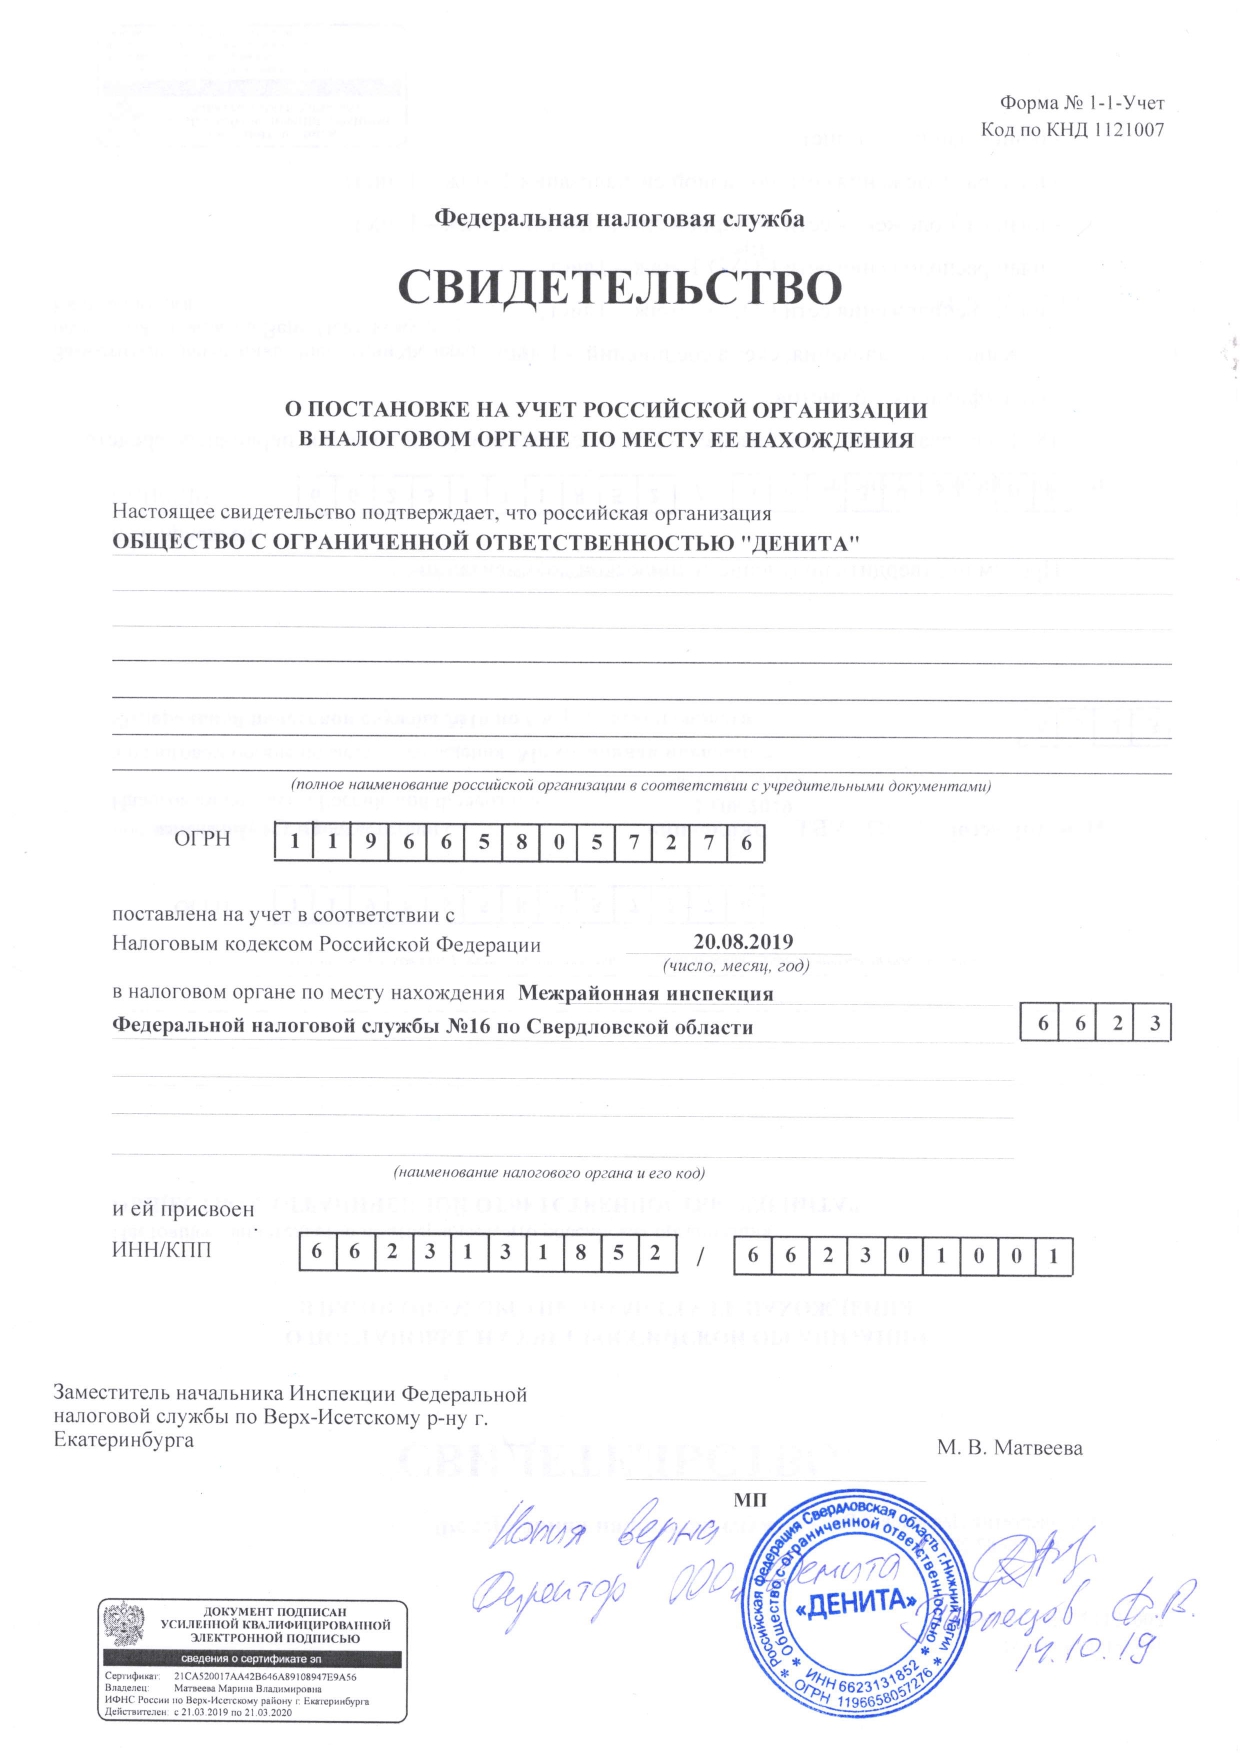 Форма № 1-1-Учет
Код по КНД 1121007
Федеральная налоговая служба
СВИДЕТЕЛЬСТВО
О ПОСТАНОВКЕ НА УЧЕТ РОССИЙСКОЙ ОРГАНИЗАЦИИ
В НАЛОГОВОМ ОРГАНЕ ПО МЕСТУ ЕЕ НАХОЖДЕНИЯ
Настоящее свидетельство подтверждает, что российская организация
ОБЩЕСТВО С ОГРАНИЧЕННОЙ ОТВЕТСТВЕННОСТЬЮ "ДЕНИТА"
(полное наименование российской организации в соответствии с учредительными документами)
ОГРН 1 1 9 6 6 5 8 0 5 7 2 7 6
поставлена на учет в соответствии с
Налоговым кодексом Российской Федерации 20.08.2019
(число, месяц, год)
в налоговом органе по месту нахождения Межрайонная инспекция
Федеральной налоговой службы №16 по Свердловской области 6 6 2 3
(наименование налогового органа и его код)
и ей присвоен
ИНН/КПП 6 6 2 3 1 3 1 8 5 2 / 6 6 2 3 0 1 0 0 1
Заместитель начальника Инспекции Федеральной
налоговой службы по Верх-Исетскому р-ну г.
Екатеринбурга
М. В. Матвеева
МП
Копия верна
Директор ООО "Денита
14.10.19
Российская Федерация Свердловская область г.Нижний Тагил
Общество с ограниченной ответственностью
«ДЕНИТА»
ИНН 6623131852
ОГРН 1196658057276
ДОКУМЕНТ ПОДПИСАН
УСИЛЕННОЙ КВАЛИФИЦИРОВАННОЙ
ЭЛЕКТРОННОЙ ПОДПИСЬЮ
сведения о сертификате эп
Сертификат: 21CA520017AA42B646A89108947E9A56
Владелец: Матвеева Марина Владимировна
ИФНС России по Верх-Исетскому району г. Екатеринбурга
Действителен: с 21.03.2019 по 21.03.2020